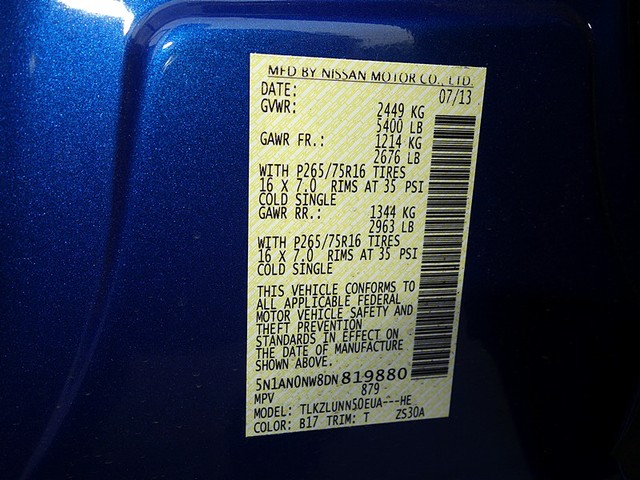 MFD BY NISSAN MOTOR CO., LTD.
DATE: 07/13
GVWR: 2449 KG
5400 LB
GAWR FR.: 1214 KG
2676 LB
WITH P265/75R16 TIRES
16 X 7.0 RIMS AT 35 PSI
COLD SINGLE
GAWR RR.: 1344 KG
2963 LB
WITH P265/75R16 TIRES
16 X 7.0 RIMS AT 35 PSI
COLD SINGLE
THIS VEHICLE CONFORMS TO
ALL APPLICABLE FEDERAL
MOTOR VEHICLE SAFETY AND
THEFT PREVENTION
STANDARDS IN EFFECT ON
THE DATE OF MANUFACTURE
SHOWN ABOVE.
5N1AN0NW8DN819880
MPV 879
MODEL: TLKZLUNN50EUA---HE
COLOR: B17 TRIM: T ZS30A